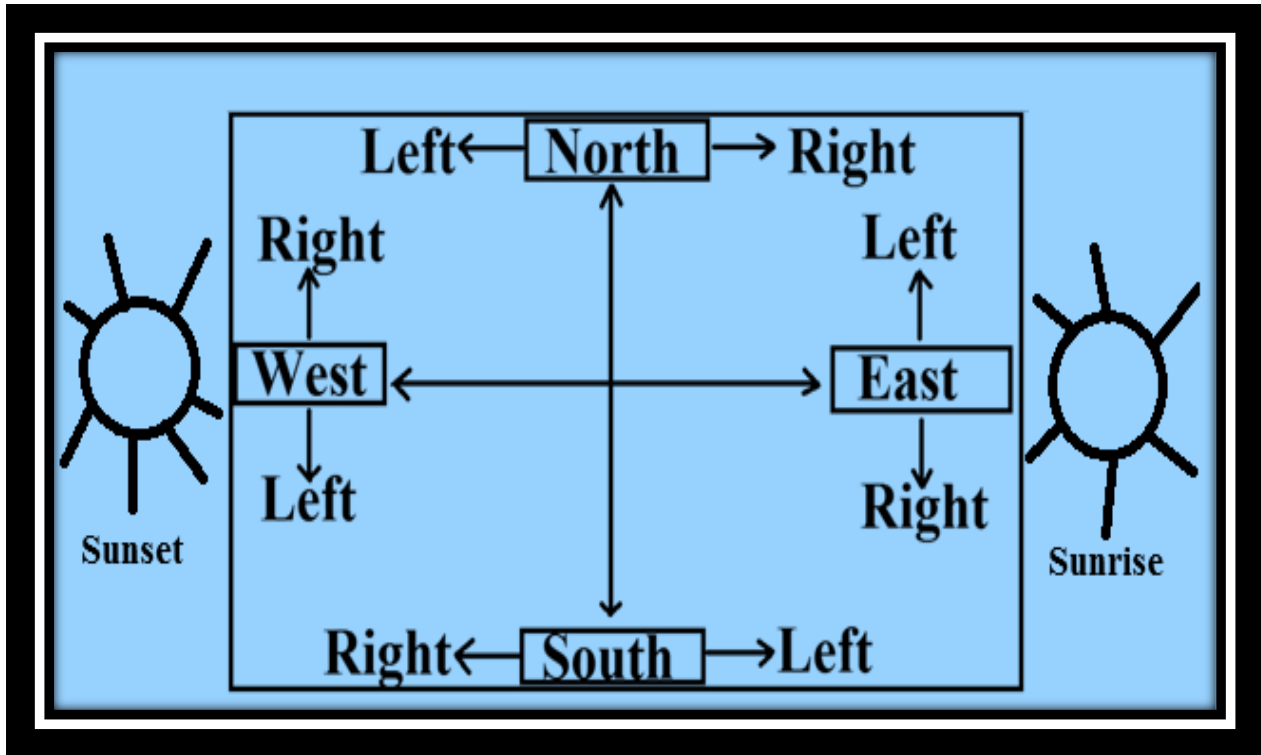 Left North Right
Right Left
West East
Left Right
Sunset Sunrise
Right South Left